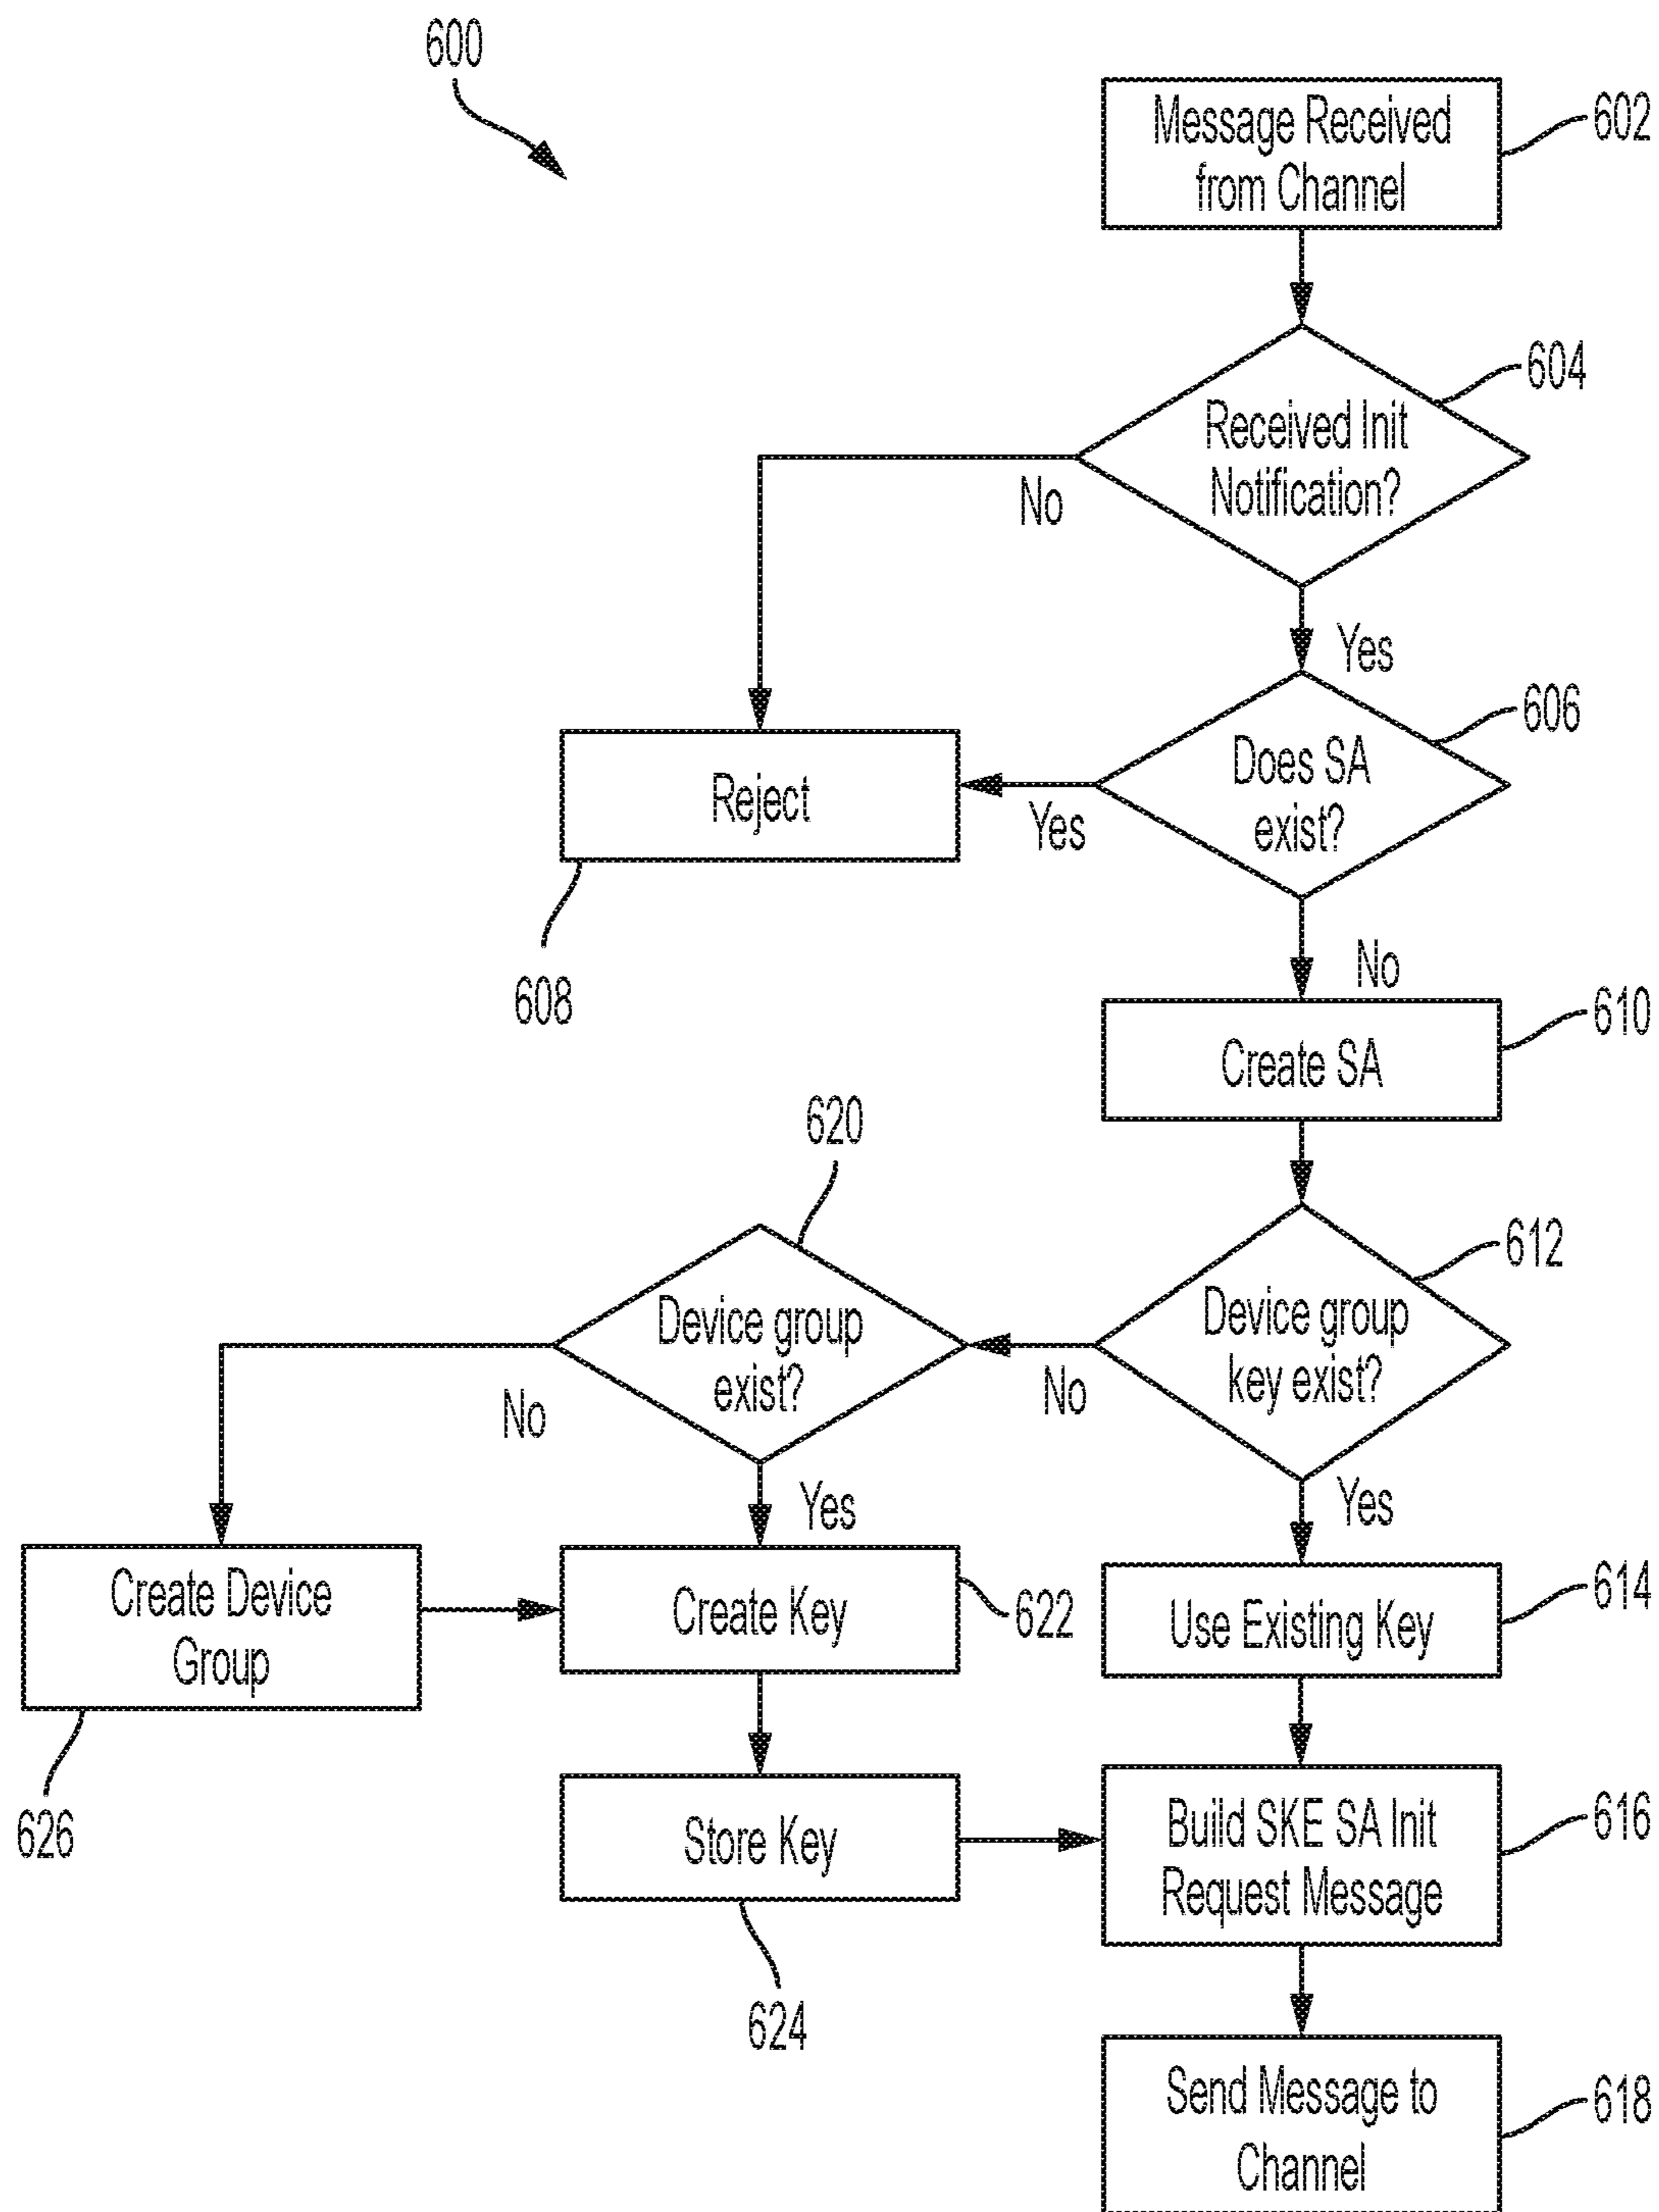 600
Message Received
from Channel
602
604
Received Init
Notification?
No
Yes
606
Does SA
exist?
Reject
Yes
608
No
610
Create SA
620
612
Device group
exist?
Device group
key exist?
No
No
Yes
Yes
Create Device
Group
Create Key
622
Use Existing Key
614
626
Store Key
Build SKE SA Init
Request Message
616
624
Send Message to
Channel
618